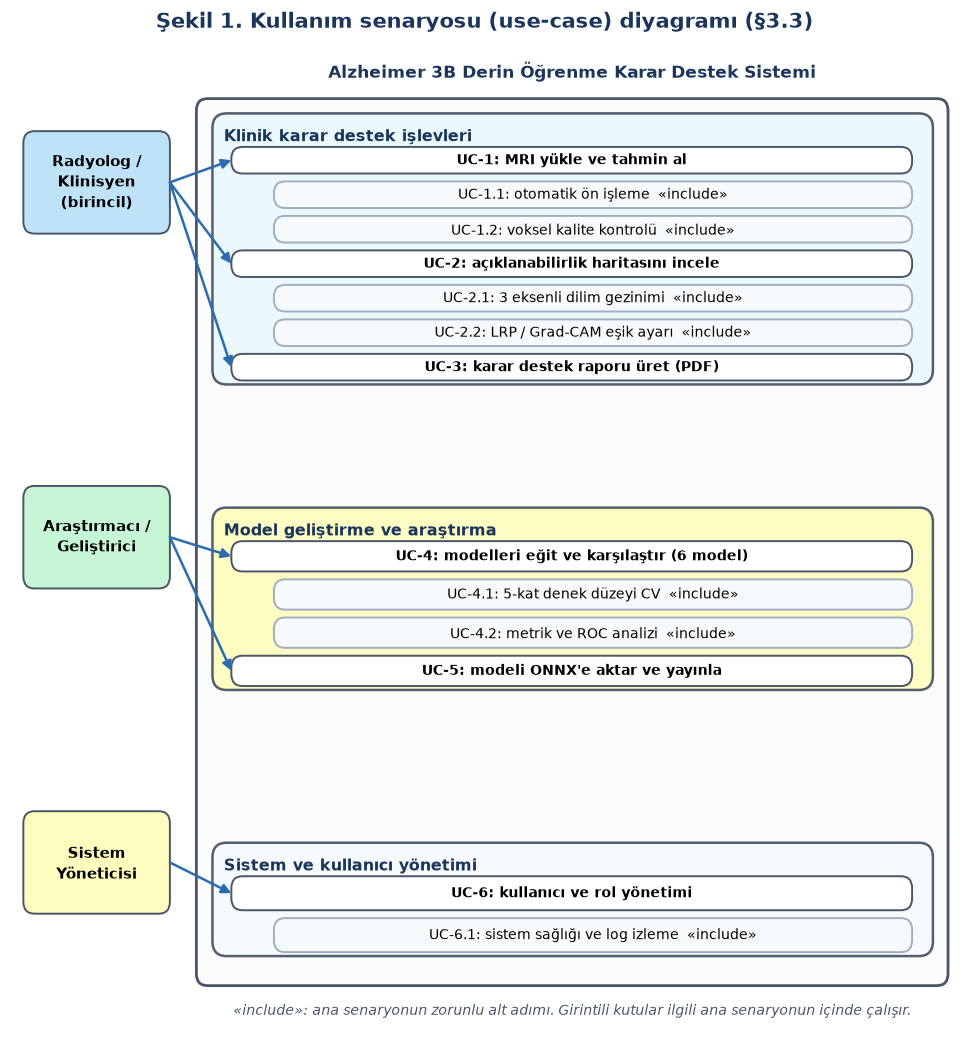 Şekil 1. Kullanım senaryosu (use-case) diyagramı (§3.3)
Alzheimer 3B Derin Öğrenme Karar Destek Sistemi
Radyolog /
Klinisyen
(birincil)
Klinik karar destek işlevleri
UC-1: MRI yükle ve tahmin al
UC-1.1: otomatik ön işleme «include»
UC-1.2: voksel kalite kontrolü «include»
UC-2: açıklanabilirlik haritasını incele
UC-2.1: 3 eksenli dilim gezinimi «include»
UC-2.2: LRP / Grad-CAM eşik ayarı «include»
UC-3: karar destek raporu üret (PDF)
Araştırmacı /
Geliştirici
Model geliştirme ve araştırma
UC-4: modelleri eğit ve karşılaştır (6 model)
UC-4.1: 5-kat denek düzeyi CV «include»
UC-4.2: metrik ve ROC analizi «include»
UC-5: modeli ONNX'e aktar ve yayınla
Sistem
Yöneticisi
Sistem ve kullanıcı yönetimi
UC-6: kullanıcı ve rol yönetimi
UC-6.1: sistem sağlığı ve log izleme «include»
«include»: ana senaryonun zorunlu alt adımı. Girintili kutular ilgili ana senaryonun içinde çalışır.